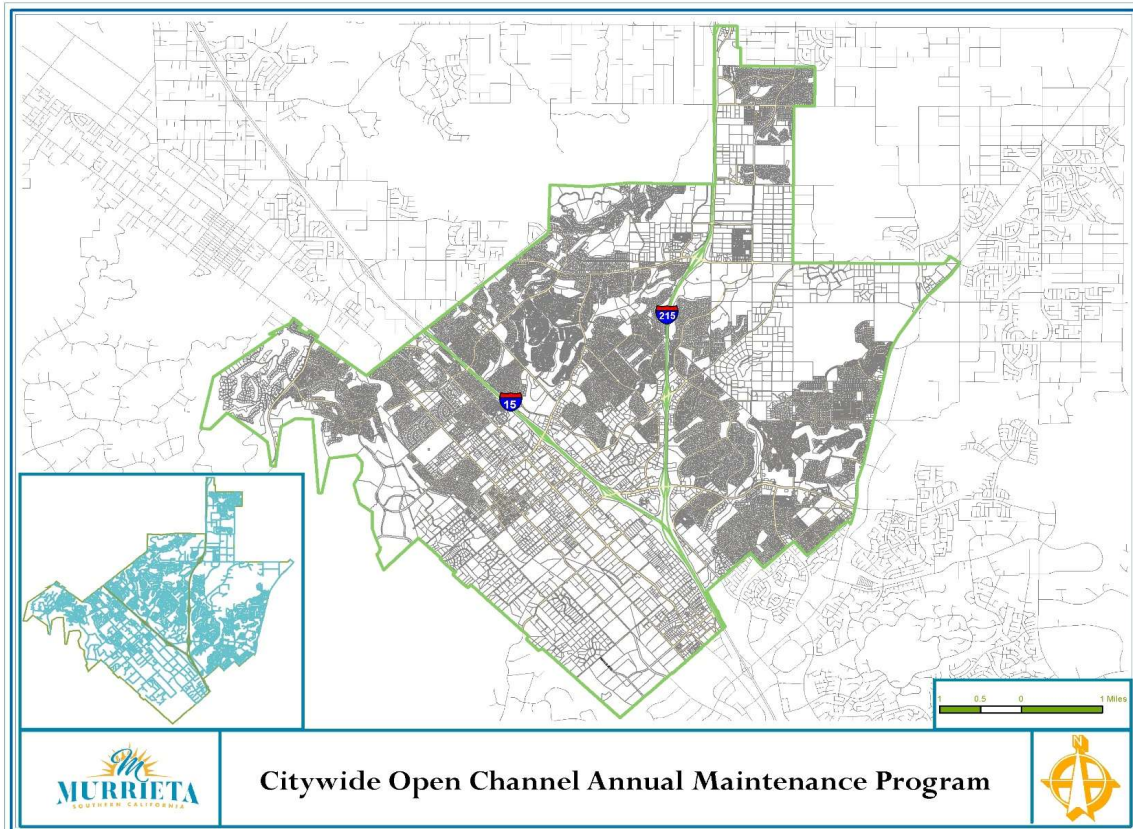 215
15
1 0.5 0 1 Miles
M
MURRIETA
SOUTHERN CALIFORNIA
Citywide Open Channel Annual Maintenance Program
N